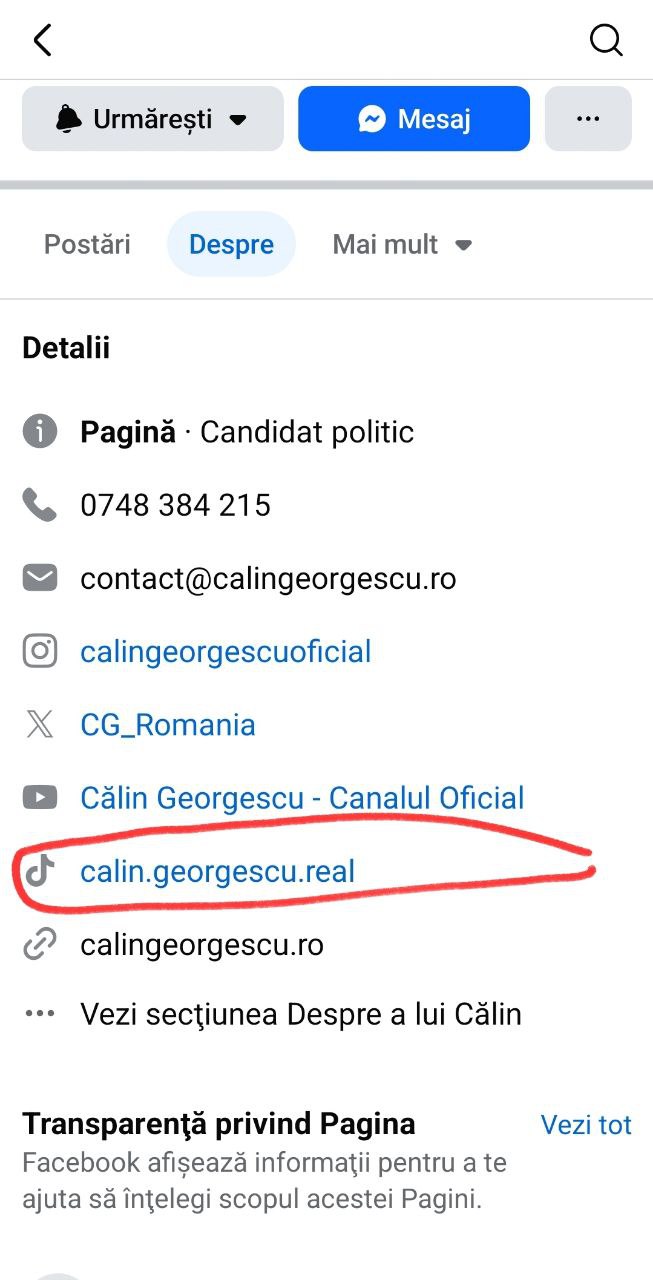 Urmărești
Mesaj
Postări
Despre
Mai mult
Detalii
Pagină · Candidat politic
0748 384 215
contact@calingeorgescu.ro
calingeorgescuoficial
CG_Romania
Călin Georgescu - Canalul Oficial
calin.georgescu.real
calingeorgescu.ro
Vezi secţiunea Despre a lui Călin
Transparenţă privind Pagina
Vezi tot
Facebook afișează informaţii pentru a te
ajuta să înţelegi scopul acestei Pagini.